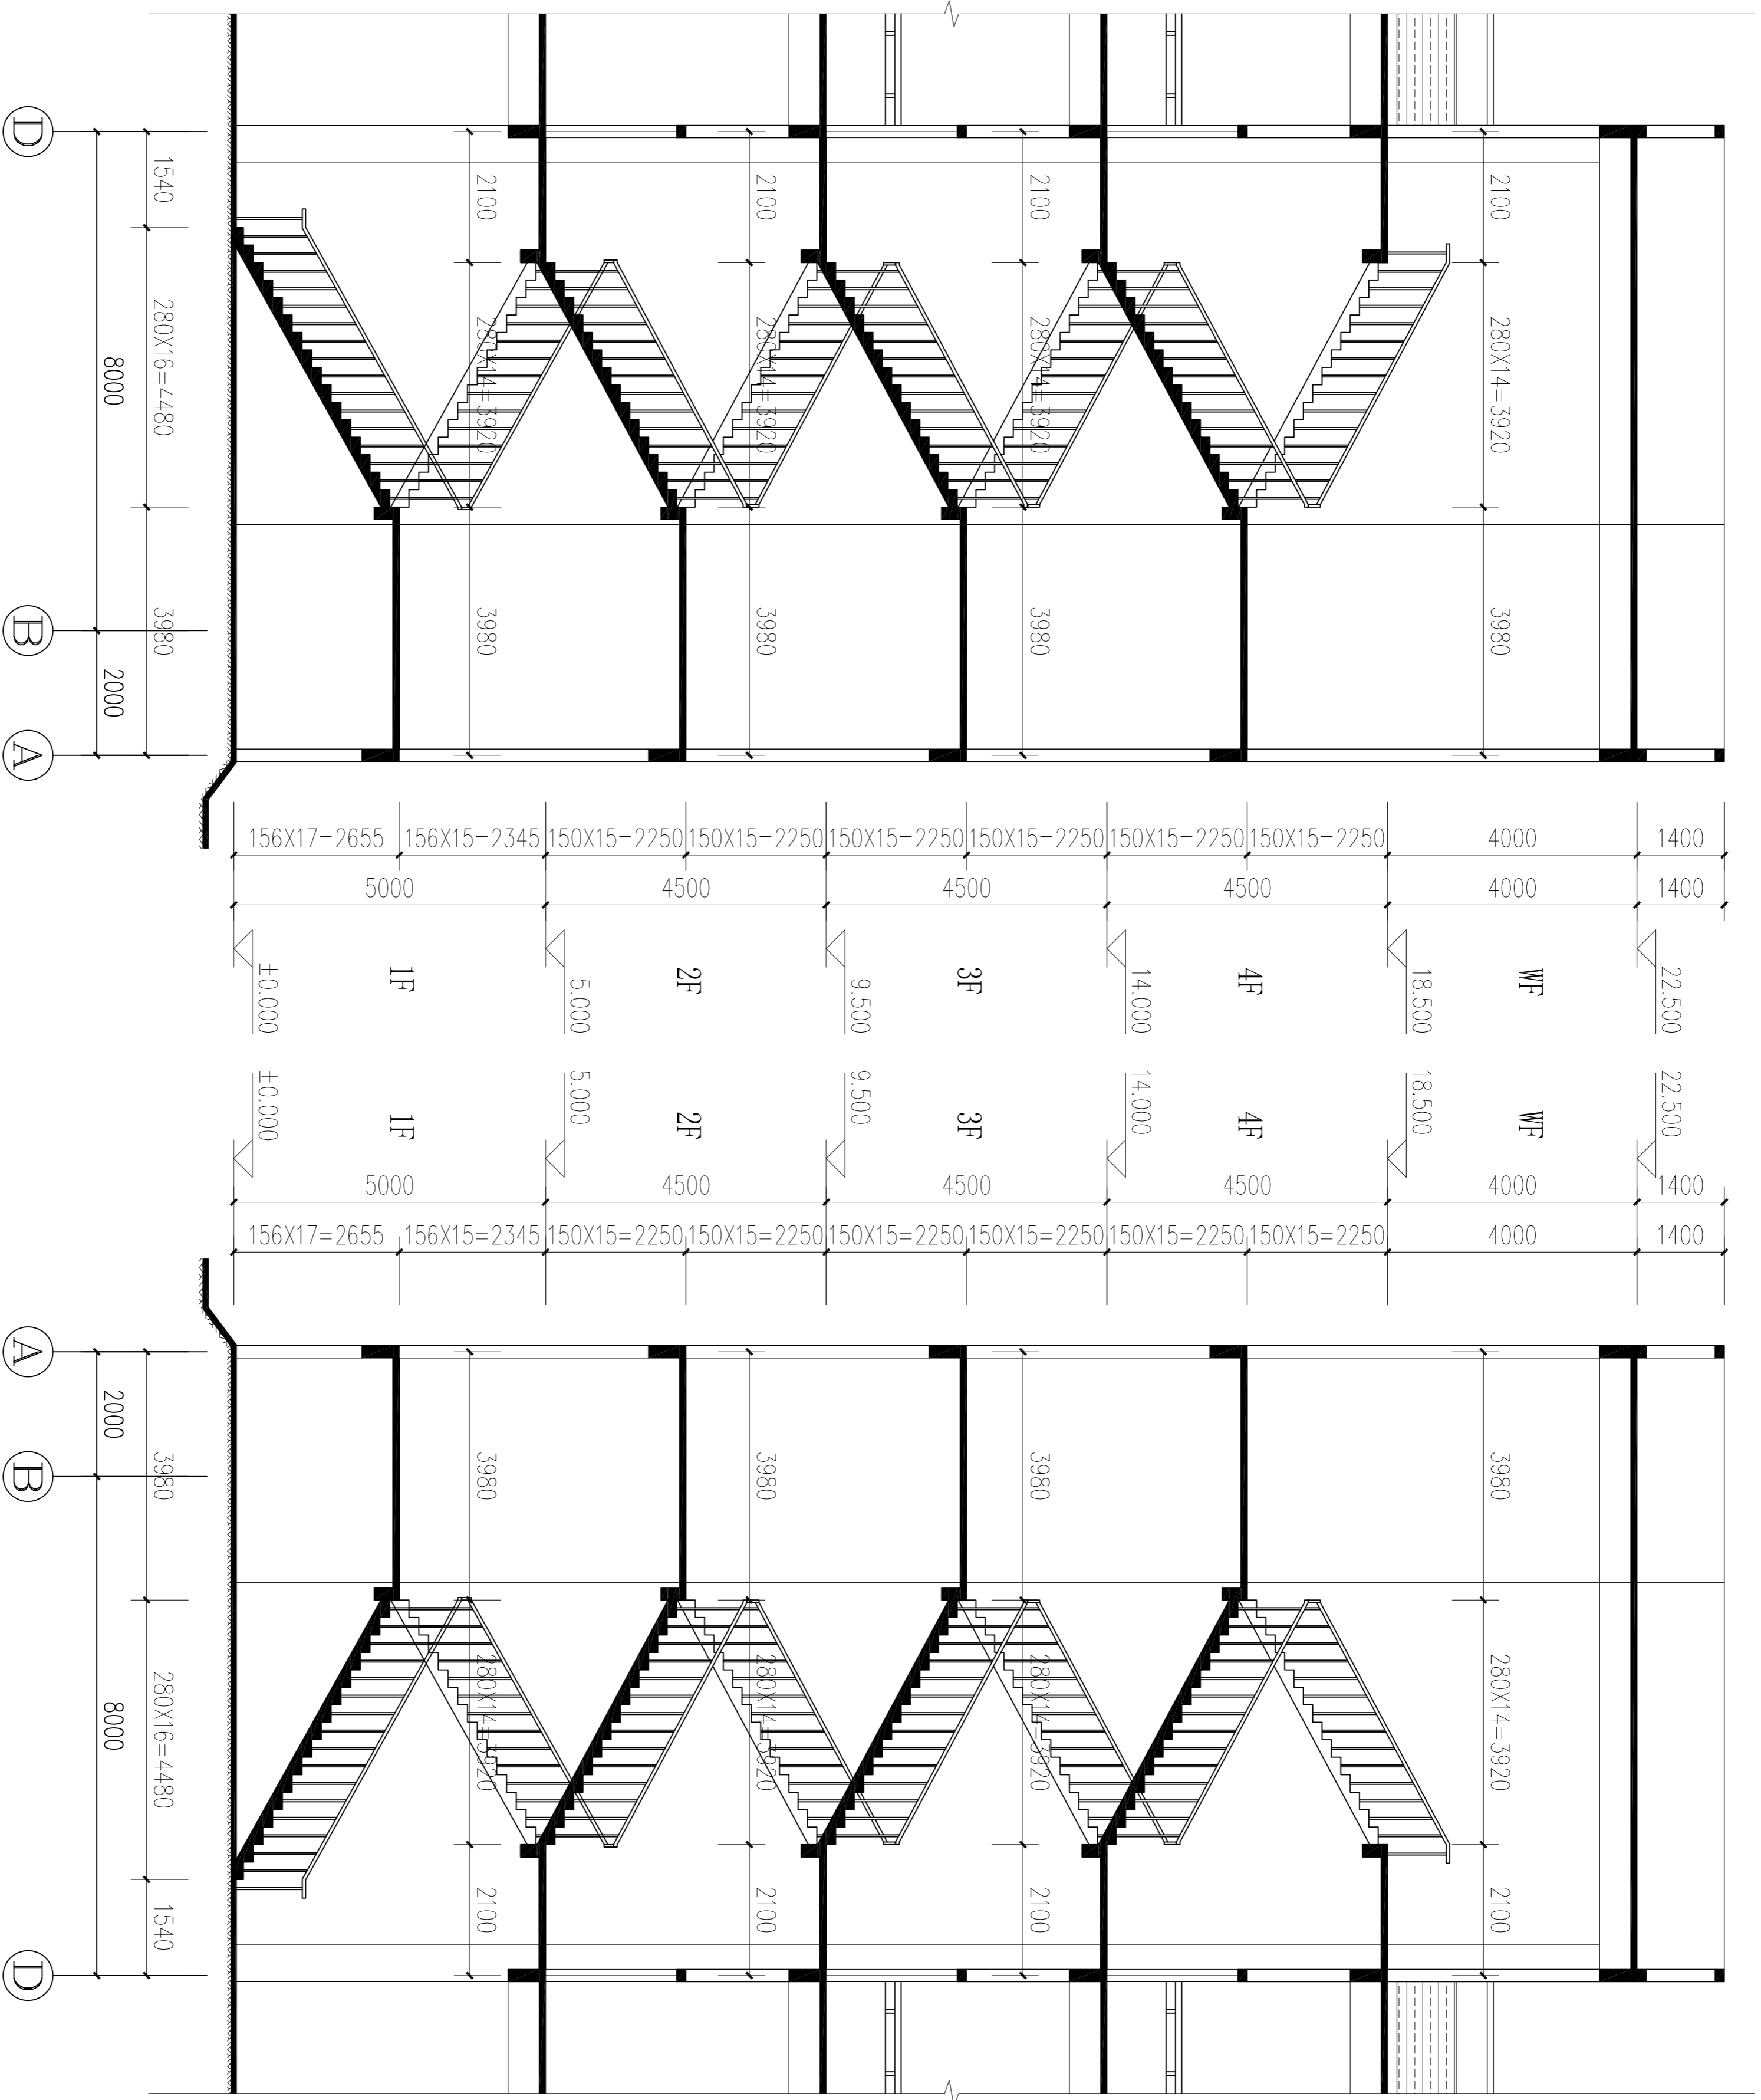 D
1540
280X16=4480
3980
8000
2000
B
A
2100
280X14=3920
3980
2100
280X14=3920
3980
2100
280X14=3920
3980
2100
280X14=3920
3980
156X17=2655
156X15=2345
150X15=2250
150X15=2250
150X15=2250
150X15=2250
150X15=2250
150X15=2250
4000
1400
5000
4500
4500
4500
4000
1400
±0.000
5.000
9.500
14.000
18.500
22.500
1F
2F
3F
4F
WF
±0.000
5.000
9.500
14.000
18.500
22.500
1F
2F
3F
4F
WF
5000
4500
4500
4500
4000
1400
156X17=2655
156X15=2345
150X15=2250
150X15=2250
150X15=2250
150X15=2250
150X15=2250
150X15=2250
4000
1400
A
2000
B
8000
D
3980
280X16=4480
1540
3980
280X14=3920
2100
3980
280X14=3920
2100
3980
280X14=3920
2100
3980
280X14=3920
2100